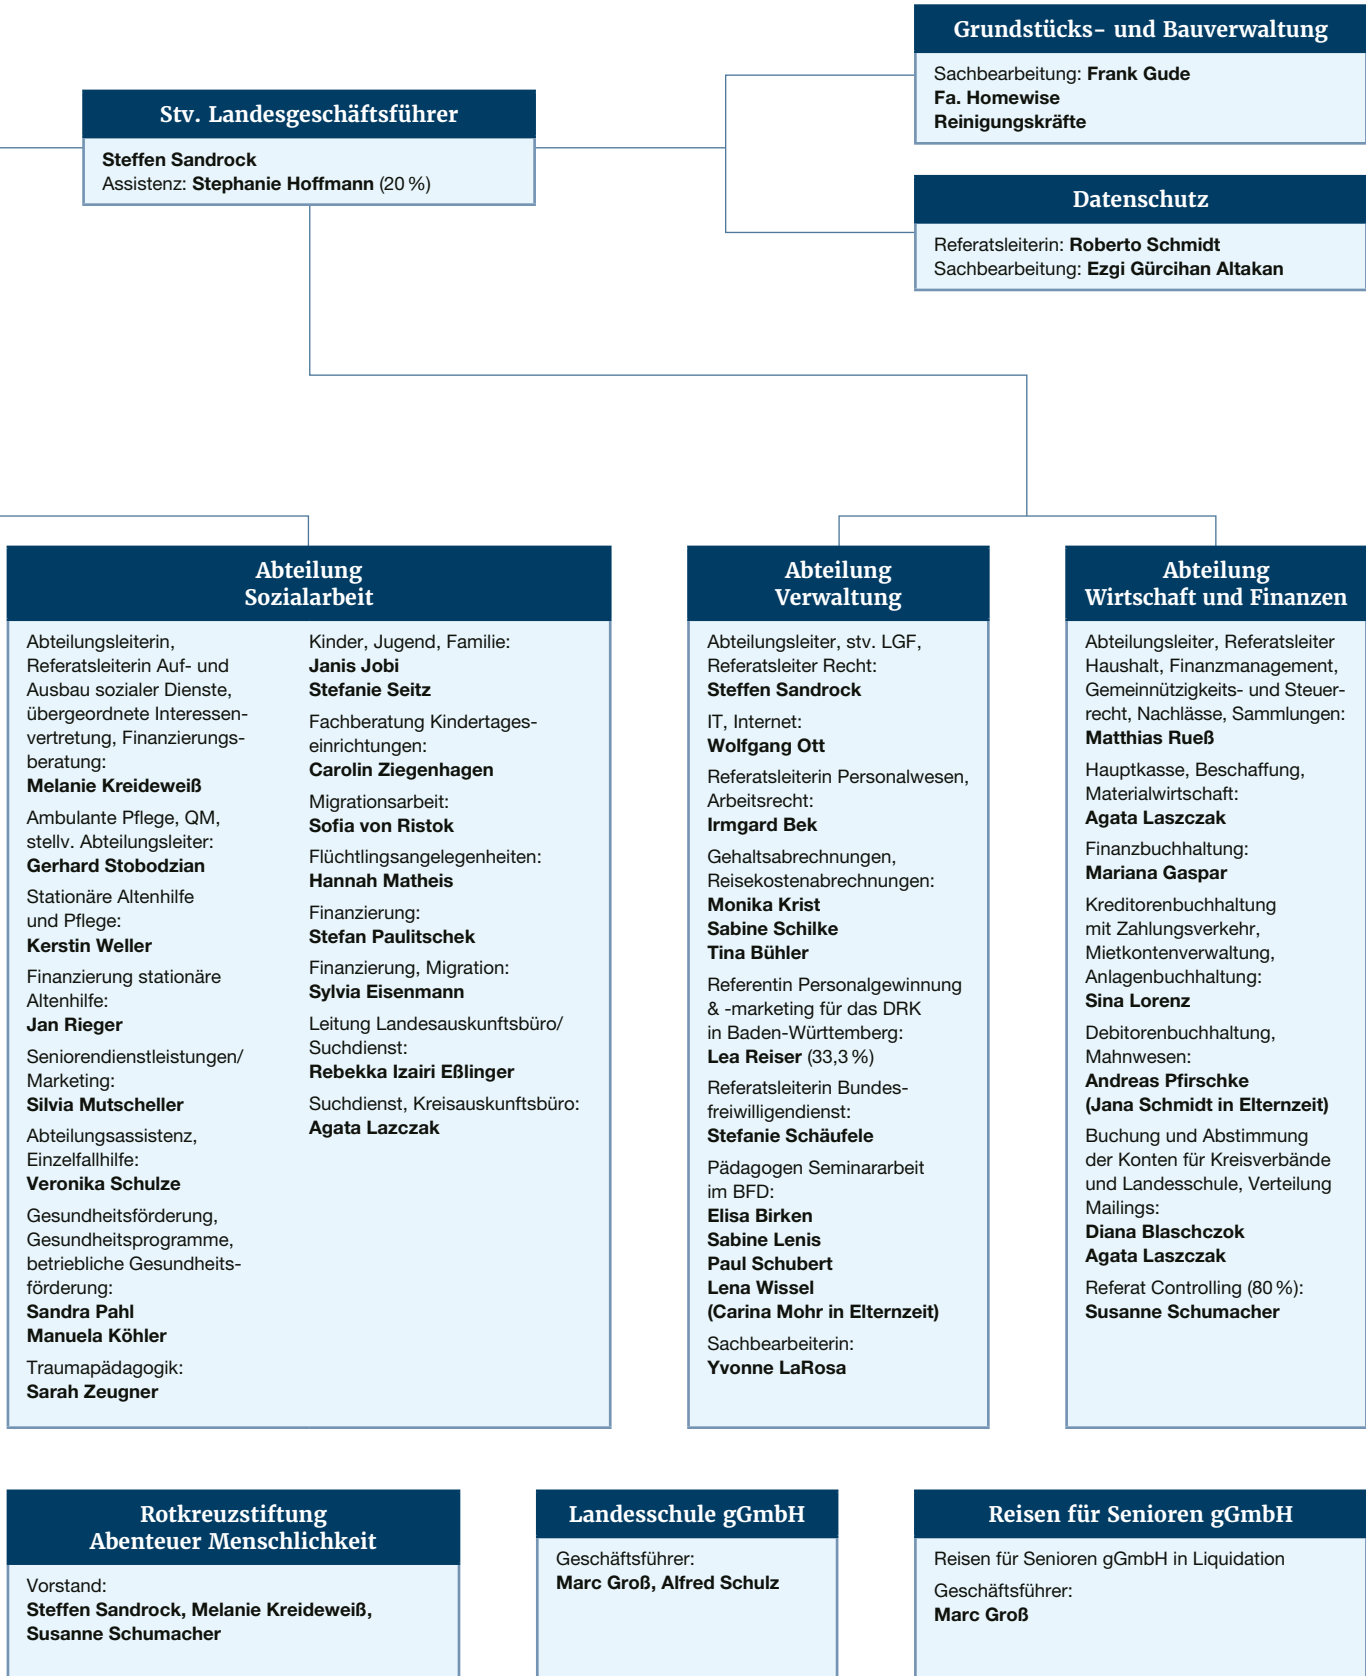 Grundstücks- und Bauverwaltung
Sachbearbeitung: Frank Gude
Fa. Homewise
Reinigungskräfte
Stv. Landesgeschäftsführer
Steffen Sandrock
Assistenz: Stephanie Hoffmann (20 %)
Datenschutz
Referatsleiterin: Roberto Schmidt
Sachbearbeitung: Ezgi Gürcihan Altakan
Abteilung
Sozialarbeit
Abteilungsleiterin,
Referatsleiterin Auf- und
Ausbau sozialer Dienste,
übergeordnete Interessen-
vertretung, Finanzierungs-
beratung:
Melanie Kreideweiß
Ambulante Pflege, QM,
stellv. Abteilungsleiter:
Gerhard Stobodzian
Stationäre Altenhilfe
und Pflege:
Kerstin Weller
Finanzierung stationäre
Altenhilfe:
Jan Rieger
Seniorendienstleistungen/
Marketing:
Silvia Mutscheller
Abteilungsassistenz,
Einzelfallhilfe:
Veronika Schulze
Gesundheitsförderung,
Gesundheitsprogramme,
betriebliche Gesundheits-
förderung:
Sandra Pahl
Manuela Köhler
Traumapädagogik:
Sarah Zeugner
Kinder, Jugend, Familie:
Janis Jobi
Stefanie Seitz
Fachberatung Kindertages-
einrichtungen:
Carolin Ziegenhagen
Migrationsarbeit:
Sofia von Ristok
Flüchtlingsangelegenheiten:
Hannah Matheis
Finanzierung:
Stefan Paulitschek
Finanzierung, Migration:
Sylvia Eisenmann
Leitung Landesauskunftsbüro/
Suchdienst:
Rebekka Izairi Eßlinger
Suchdienst, Kreisauskunftsbüro:
Agata Lazczak
Abteilung
Verwaltung
Abteilungsleiter, stv. LGF,
Referatsleiter Recht:
Steffen Sandrock
IT, Internet:
Wolfgang Ott
Referatsleiterin Personalwesen,
Arbeitsrecht:
Irmgard Bek
Gehaltsabrechnungen,
Reisekostenabrechnungen:
Monika Krist
Sabine Schilke
Tina Bühler
Referentin Personalgewinnung
& -marketing für das DRK
in Baden-Württemberg:
Lea Reiser (33,3 %)
Referatsleiterin Bundes-
freiwilligendienst:
Stefanie Schäufele
Pädagogen Seminararbeit
im BFD:
Elisa Birken
Sabine Lenis
Paul Schubert
Lena Wissel
(Carina Mohr in Elternzeit)
Sachbearbeiterin:
Yvonne LaRosa
Abteilung
Wirtschaft und Finanzen
Abteilungsleiter, Referatsleiter
Haushalt, Finanzmanagement,
Gemeinnützigkeits- und Steuer-
recht, Nachlässe, Sammlungen:
Matthias Rueß
Hauptkasse, Beschaffung,
Materialwirtschaft:
Agata Laszczak
Finanzbuchhaltung:
Mariana Gaspar
Kreditorenbuchhaltung
mit Zahlungsverkehr,
Mietkontenverwaltung,
Anlagenbuchhaltung:
Sina Lorenz
Debitorenbuchhaltung,
Mahnwesen:
Andreas Pfirschke
(Jana Schmidt in Elternzeit)
Buchung und Abstimmung
der Konten für Kreisverbände
und Landesschule, Verteilung
Mailings:
Diana Blaschczok
Agata Laszczak
Referat Controlling (80 %):
Susanne Schumacher
Rotkreuzstiftung
Abenteuer Menschlichkeit
Vorstand:
Steffen Sandrock, Melanie Kreideweiß,
Susanne Schumacher
Landesschule gGmbH
Geschäftsführer:
Marc Groß, Alfred Schulz
Reisen für Senioren gGmbH
Reisen für Senioren gGmbH in Liquidation
Geschäftsführer:
Marc Groß